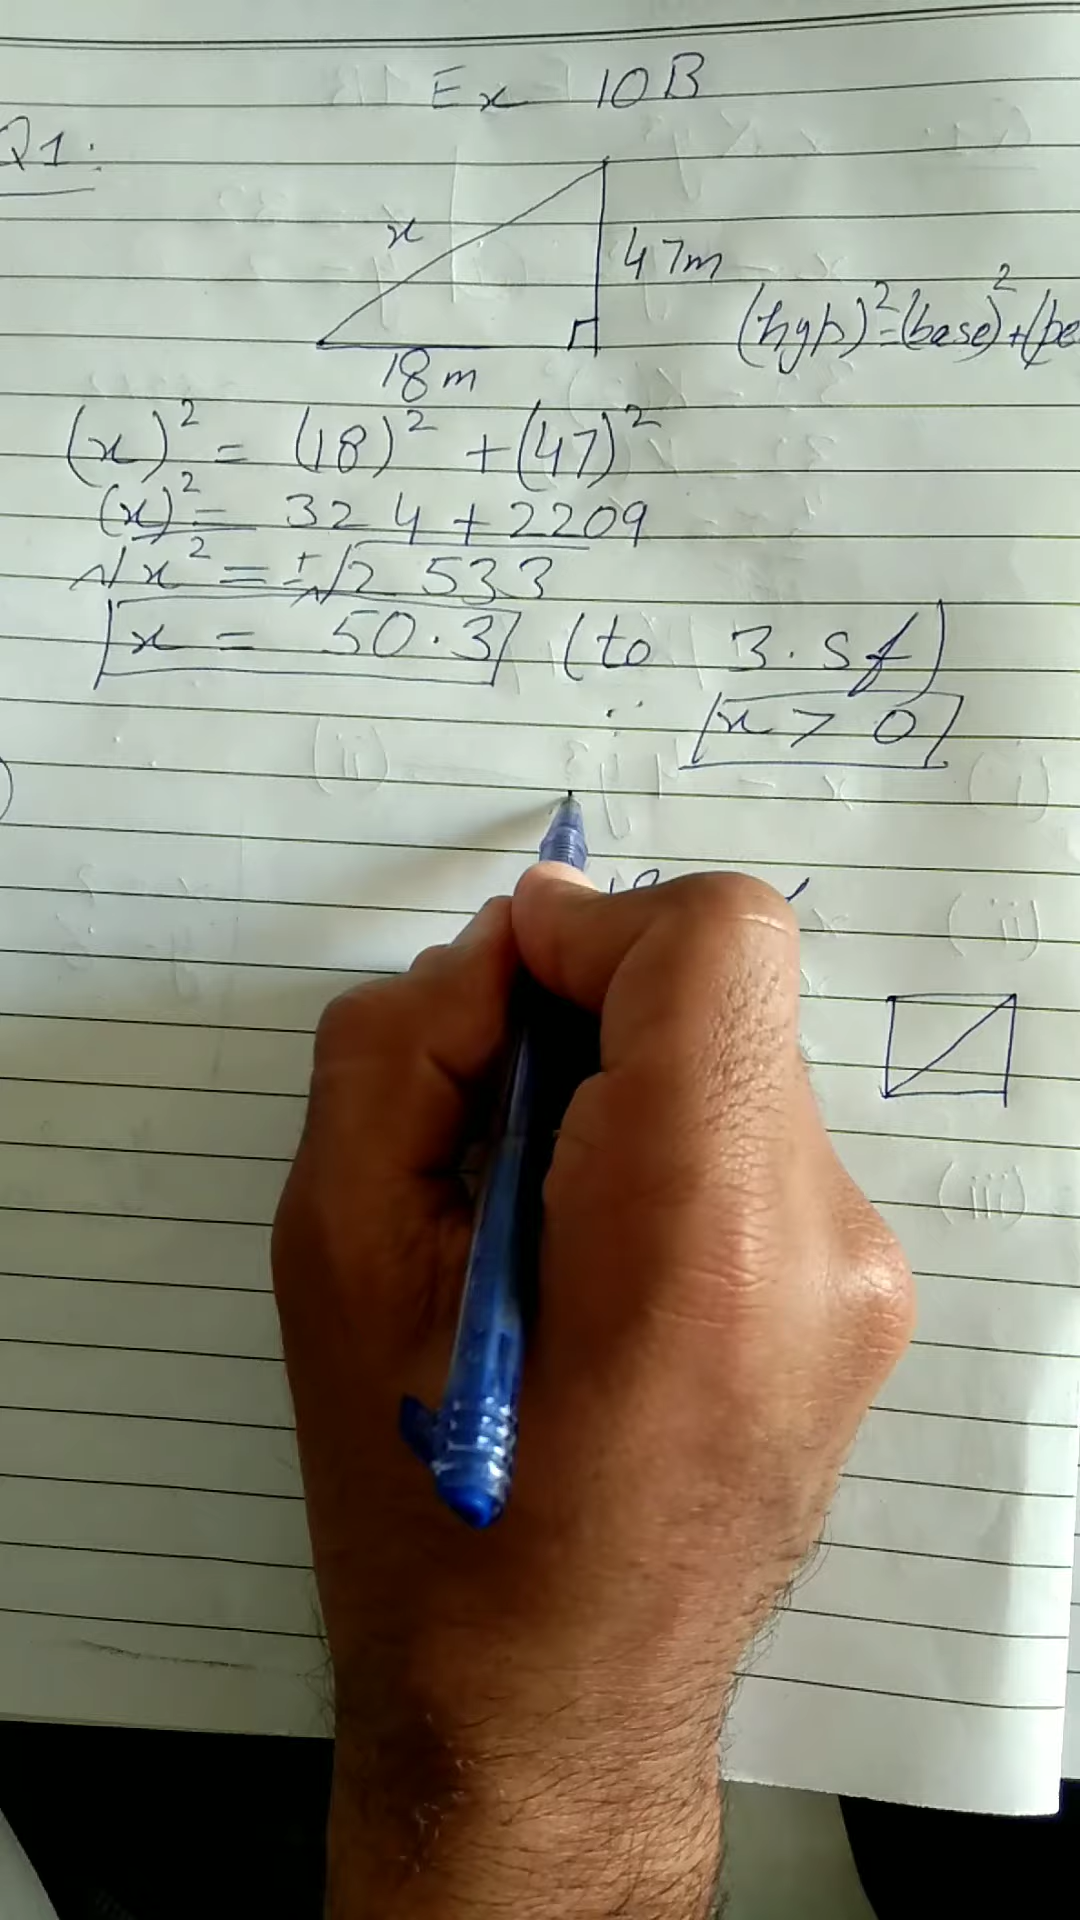 Ex 10B
Q1:
x
47m
(hyp)²=(base)²+(pe
18m
(x)² = (18)² + (47)²
(x)² = 324 + 2209
√x² = ±√2533
x = 50.3 (to 3.sf)
∵ x > 0